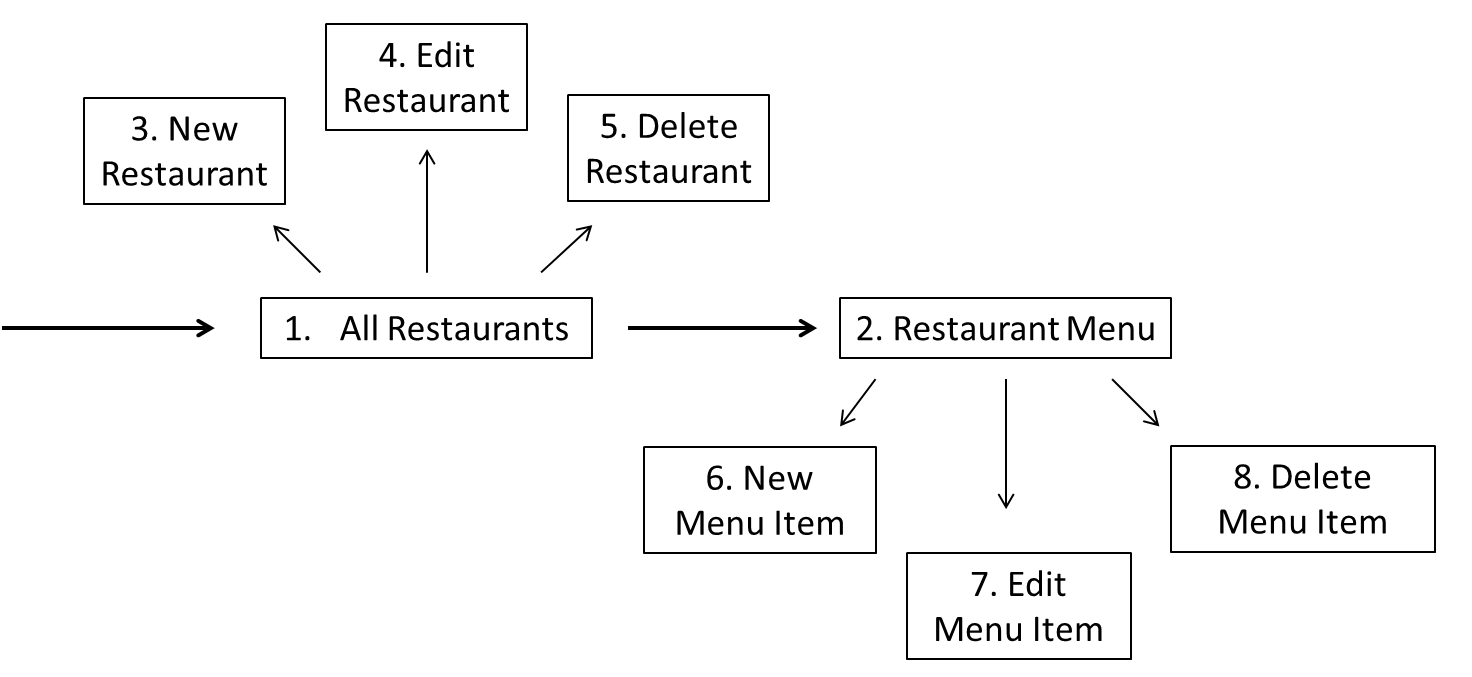 4. Edit
Restaurant
3. New
Restaurant
5. Delete
Restaurant
1. All Restaurants
2. Restaurant Menu
6. New
Menu Item
8. Delete
Menu Item
7. Edit
Menu Item